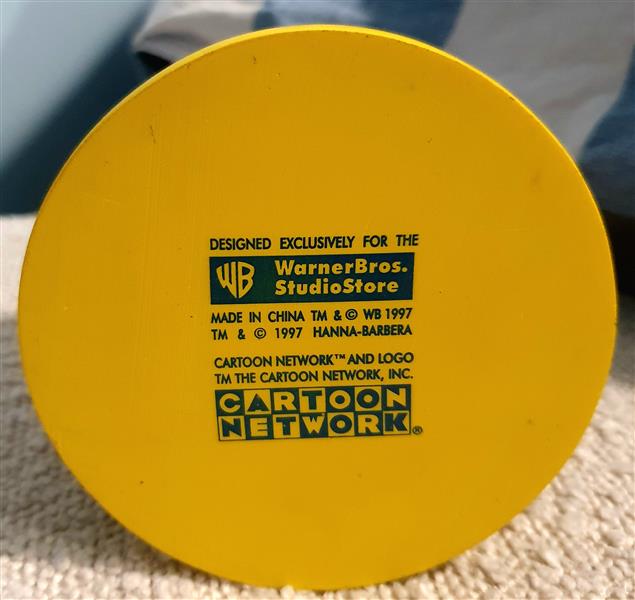 DESIGNED EXCLUSIVELY FOR THE
WB WarnerBros.
StudioStore
MADE IN CHINA TM & © WB 1997
TM & © 1997 HANNA-BARBERA
CARTOON NETWORK™ AND LOGO
TM THE CARTOON NETWORK, INC.
CARTOON
NETWORK®